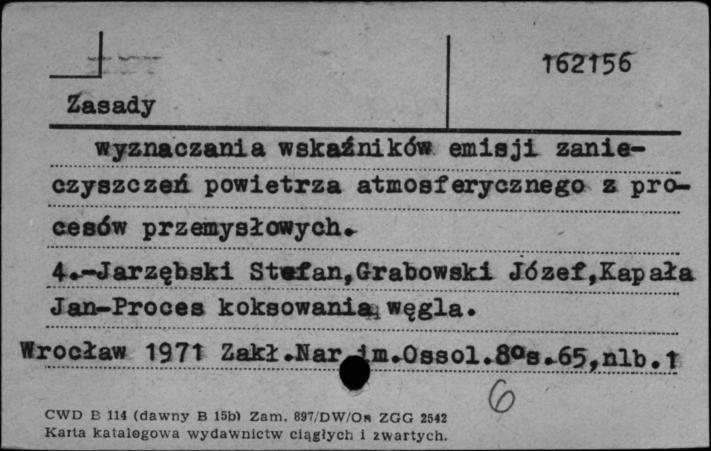 162156
Zasady
wyznaczania wskaźników emisji zanie-
czyszczeń powietrza atmosferycznego z pro-
cesów przemysłowych.-
4.-Jarzębski Stefan,Grabowski Józef,Kapała
Jan-Proces koksowania węgla.
Wrocław 1971 Zakł.Nar im.Ossol.8°s.65,nlb.1
6
CWD B 114 (dawny B 15b) Zam. 897/DW/Om ZGG 2542
Karta katalogowa wydawnictw ciągłych i zwartych.